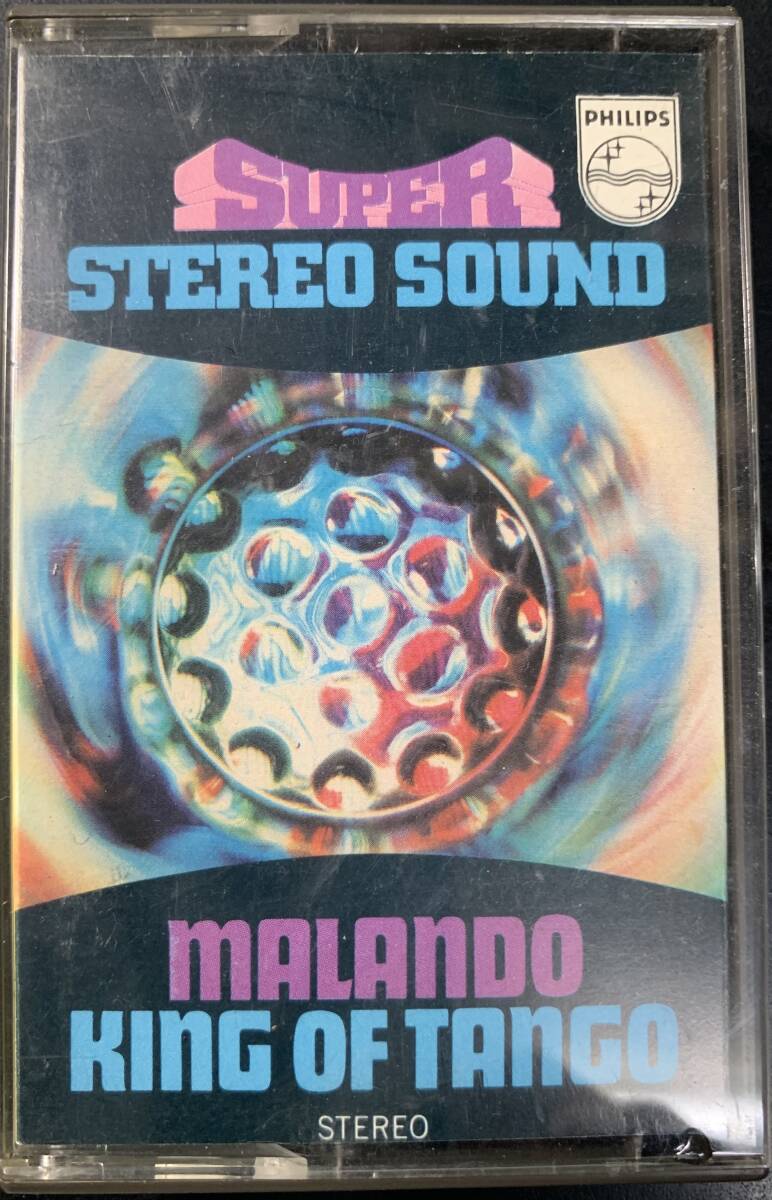 PHILIPS
SUPER
STEREO SOUND
MALANDO
KING OF TANGO
STEREO